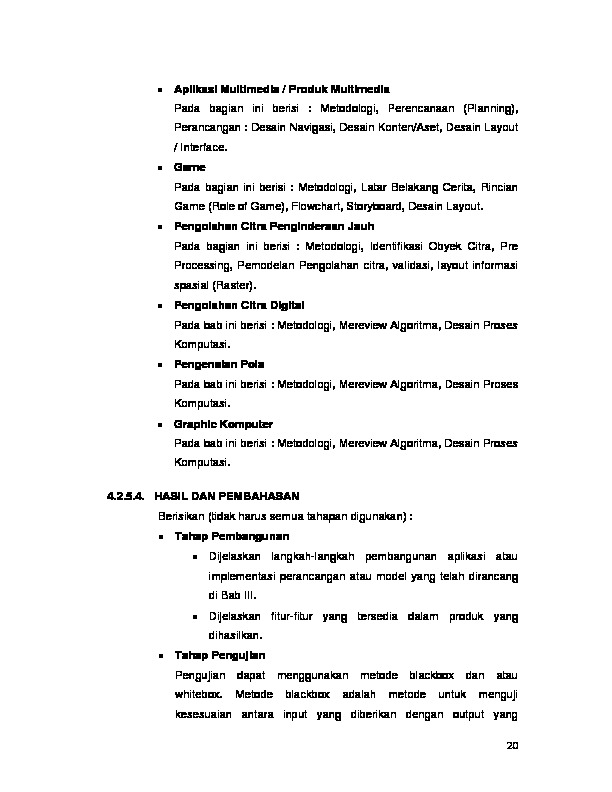 • Aplikasi Multimedia / Produk Multimedia
Pada bagian ini berisi : Metodologi, Perencanaan (Planning),
Perancangan : Desain Navigasi, Desain Konten/Aset, Desain Layout
/ Interface.
• Game
Pada bagian ini berisi : Metodologi, Latar Belakang Cerita, Rincian
Game (Role of Game), Flowchart, Storyboard, Desain Layout.
• Pengolahan Citra Penginderaan Jauh
Pada bagian ini berisi : Metodologi, Identifikasi Obyek Citra, Pre
Processing, Pemodelan Pengolahan citra, validasi, layout informasi
spasial (Raster).
• Pengolahan Citra Digital
Pada bab ini berisi : Metodologi, Mereview Algoritma, Desain Proses
Komputasi.
• Pengenalan Pola
Pada bab ini berisi : Metodologi, Mereview Algoritma, Desain Proses
Komputasi.
• Graphic Komputer
Pada bab ini berisi : Metodologi, Mereview Algoritma, Desain Proses
Komputasi.
4.2.5.4. HASIL DAN PEMBAHASAN
Berisikan (tidak harus semua tahapan digunakan) :
• Tahap Pembangunan
• Dijelaskan langkah-langkah pembangunan aplikasi atau
implementasi perancangan atau model yang telah dirancang
di Bab III.
• Dijelaskan fitur-fitur yang tersedia dalam produk yang
dihasilkan.
• Tahap Pengujian
Pengujian dapat menggunakan metode blackbox dan atau
whitebox. Metode blackbox adalah metode untuk menguji
kesesuaian antara input yang diberikan dengan output yang
20